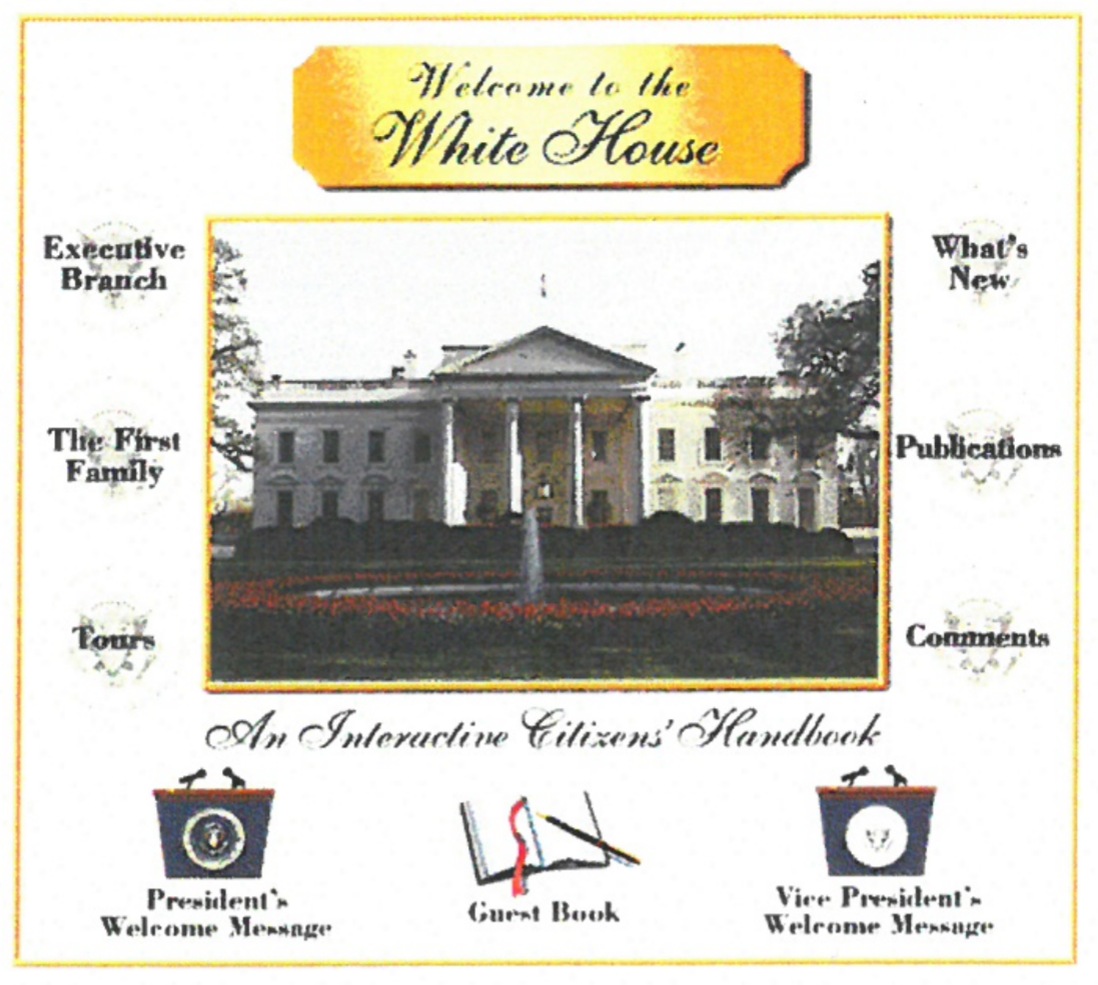 Welcome to the
White House
Executive
Branch
What's
New
The First
Family
Publications
Tours
Comments
An Interactive Citizens' Handbook
President's
Welcome Message
Guest Book
Vice President's
Welcome Message